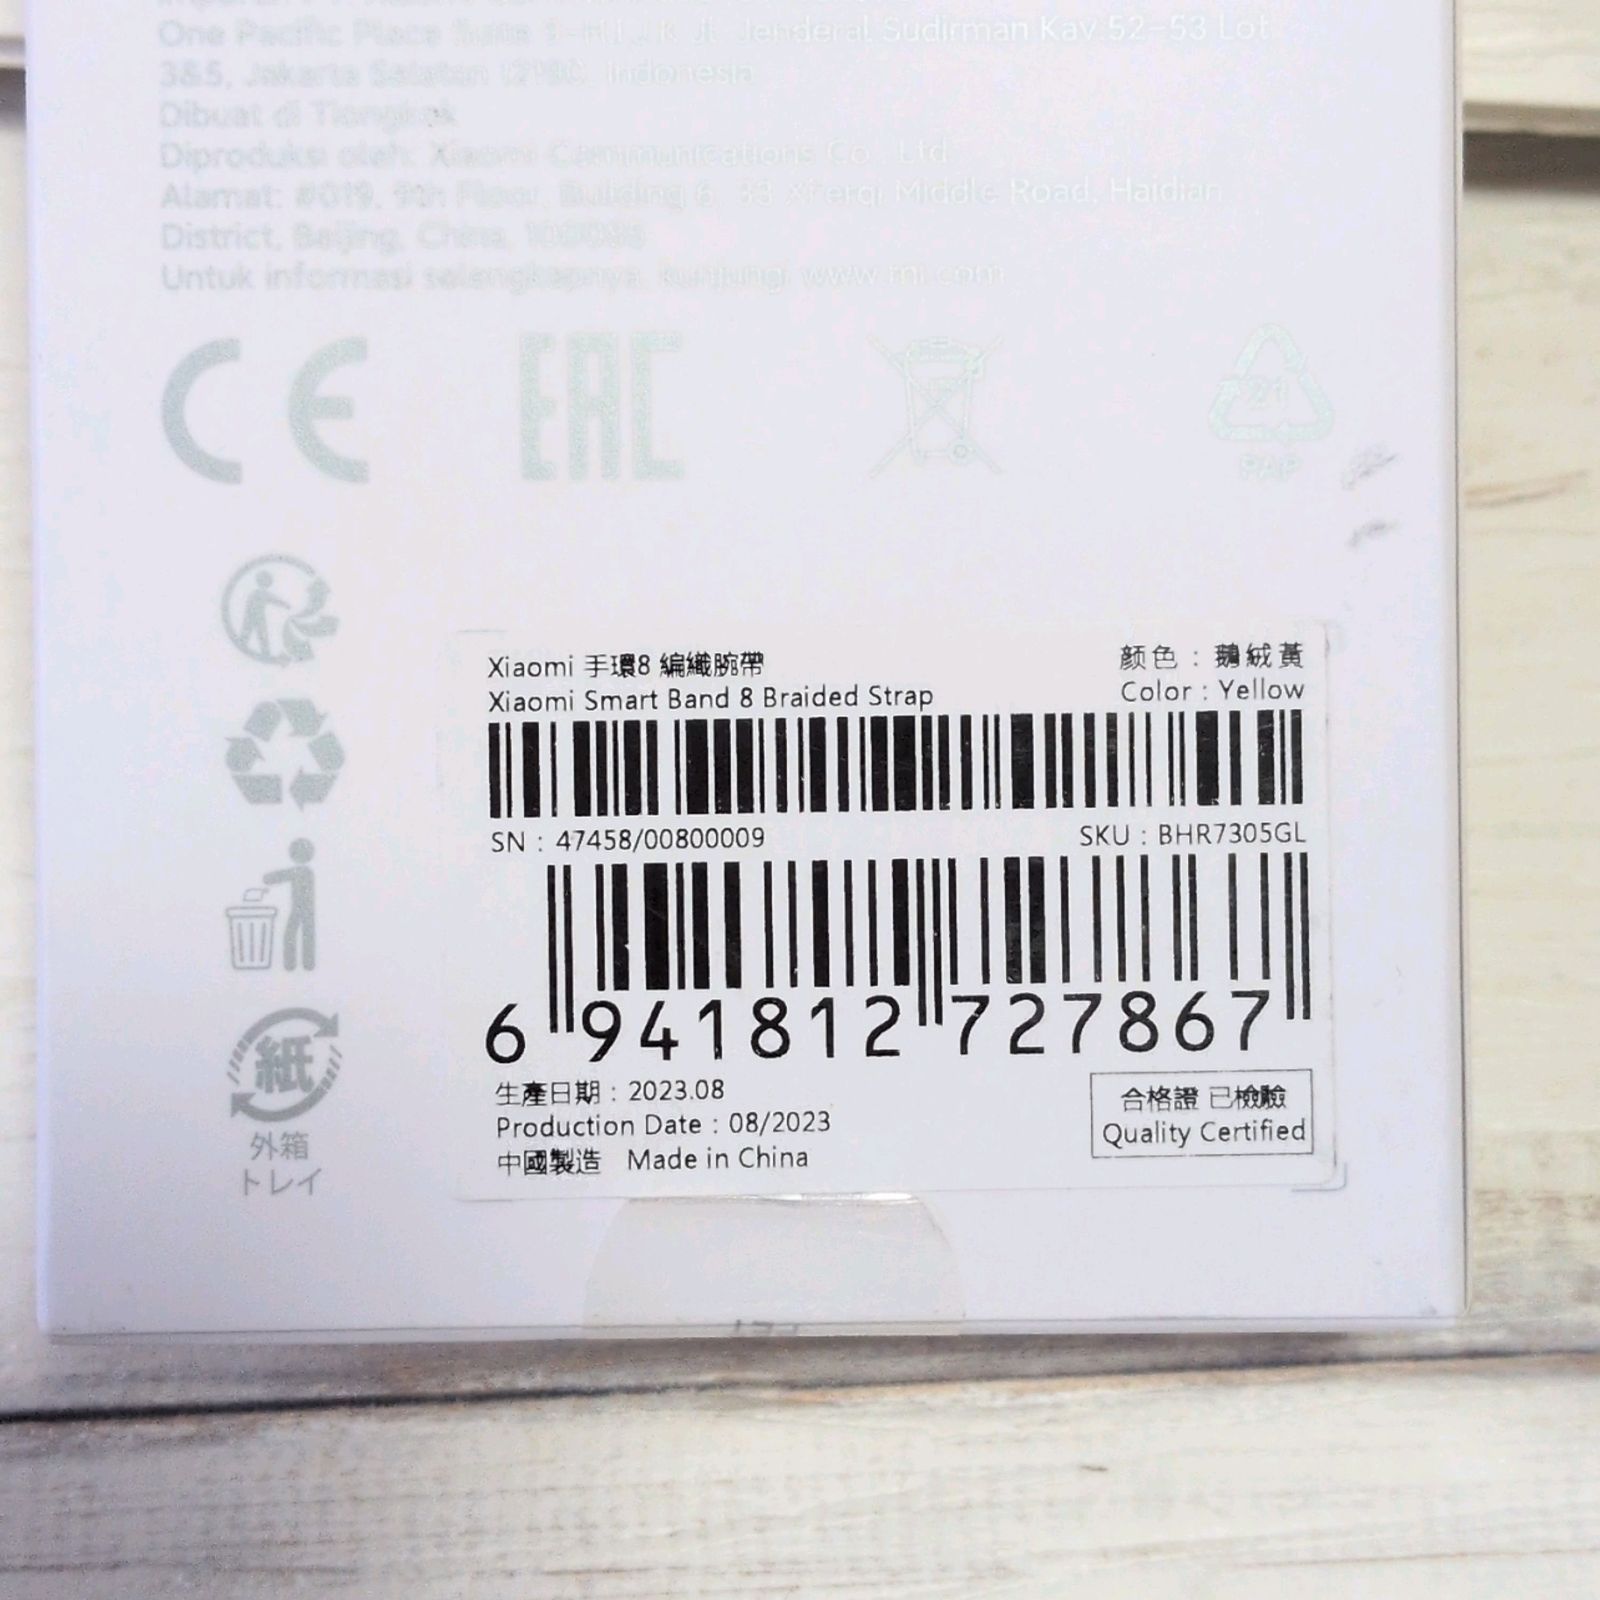 One Pacific Place Suite Jl. Jenderal Sudirman Kav 52-53 Lot
3&5, Jakarta Selatan 12190, Indonesia
Dibuat di Tiongkok
Diproduksi oleh: Xiaomi Communications Co., Ltd.
Alamat: #019, 9th Floor, Building 6, 33 Xi'erqi Middle Road, Haidian
District, Beijing, China, 100085
Untuk informasi selengkapnya, kunjungi www.mi.com
CE
EAC
21
PAP
Xiaomi 手環8 編織腕帶
Xiaomi Smart Band 8 Braided Strap
顏色：鵝絨黃
Color : Yellow
SN : 47458/00800009
SKU : BHR7305GL
6 941812 727867
生產日期 : 2023.08
Production Date : 08/2023
中國製造 Made in China
合格證 已檢驗
Quality Certified
紙
外箱
トレイ